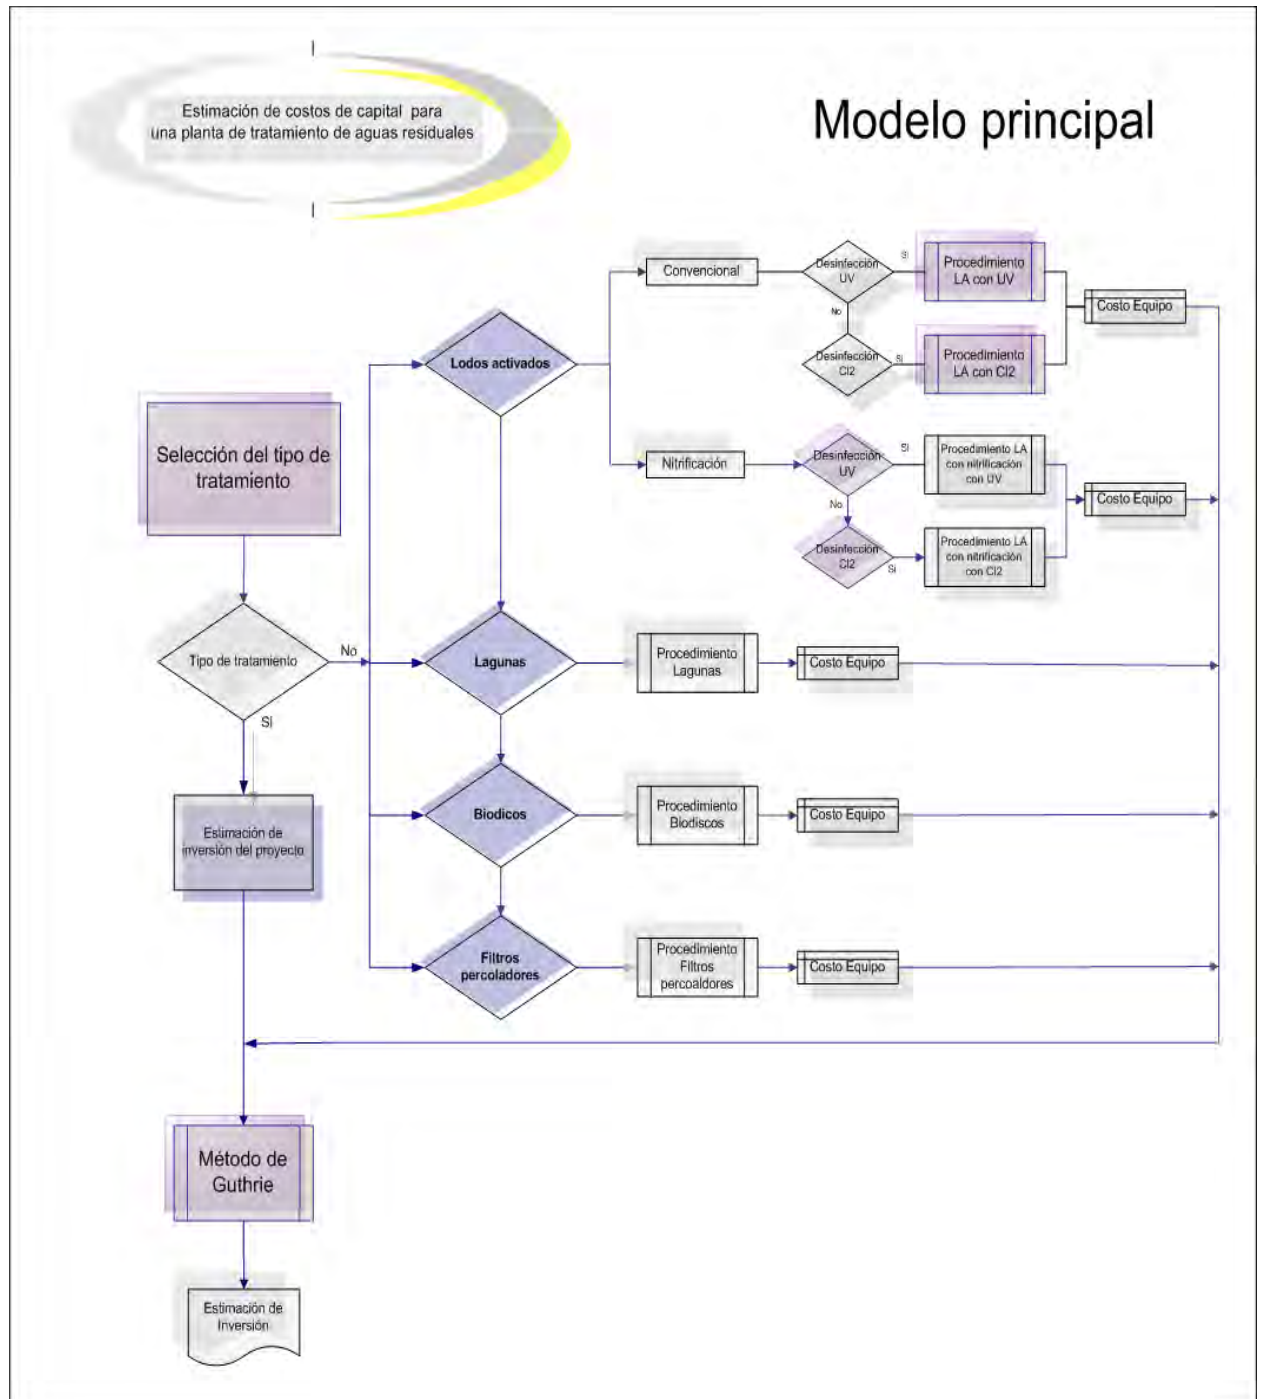 Estimación de costos de capital para
una planta de tratamiento de aguas residuales
Modelo principal
Convencional
Desinfección
UV
Si
Procedimiento
LA con UV
Costo Equipo
No
Lodos activados
Desinfección
Cl2
Si
Procedimiento
LA con Cl2
Selección del tipo de
tratamiento
Nitrificación
Desinfección
UV
SI
Procedimiento LA
con nitrificación
con UV
Costo Equipo
No
Desinfección
Cl2
Si
Procedimiento LA
con nitrificación
con Cl2
Tipo de tratamiento
No
SI
Lagunas
Procedimiento
Lagunas
Costo Equipo
Estimación de
inversión del proyecto
Biodicos
Procedimiento
Biodiscos
Costo Equipo
Filtros
percoladores
Procedimiento
Filtros
percoaldores
Costo Equipo
Método de
Guthrie
Estimación de
Inversión